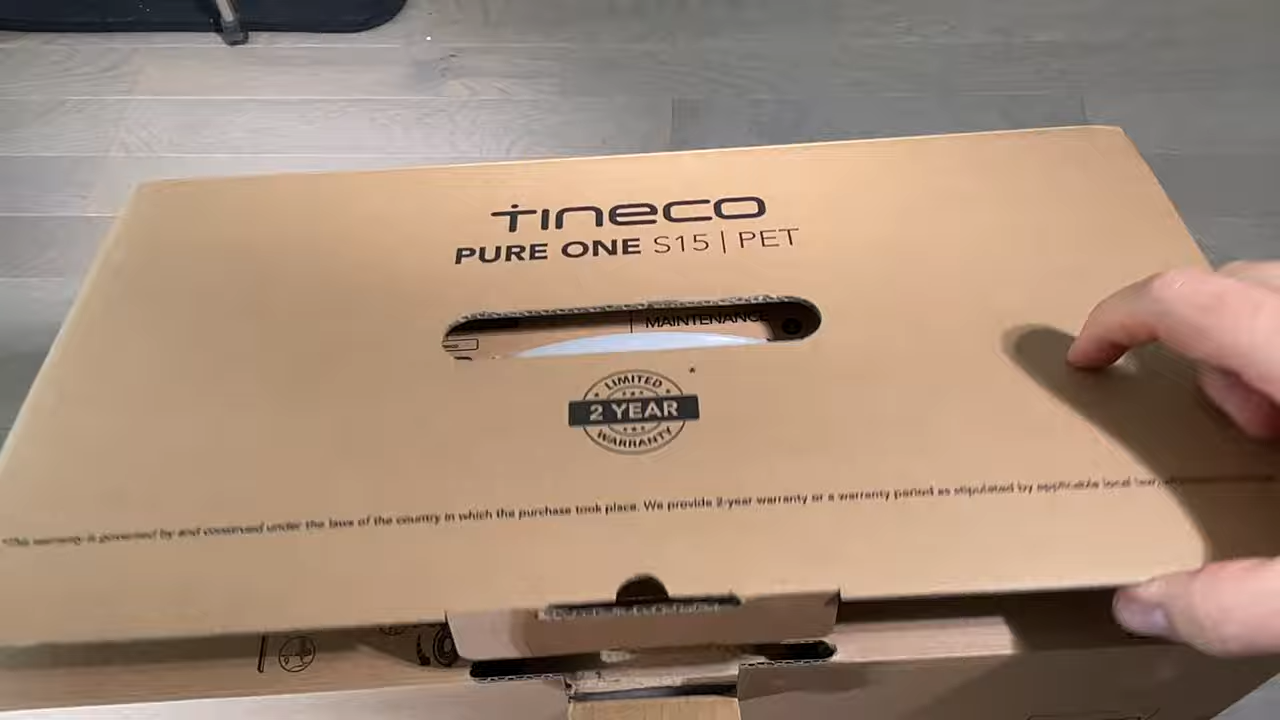 TINECO
PURE ONE S15 | PET
MAINTENANCE
LIMITED
2 YEAR
WARRANTY
*
*This warranty is governed by and construed under the laws of the country in which the purchase took place. We provide 2-year warranty or a warranty period as stipulated by applicable local